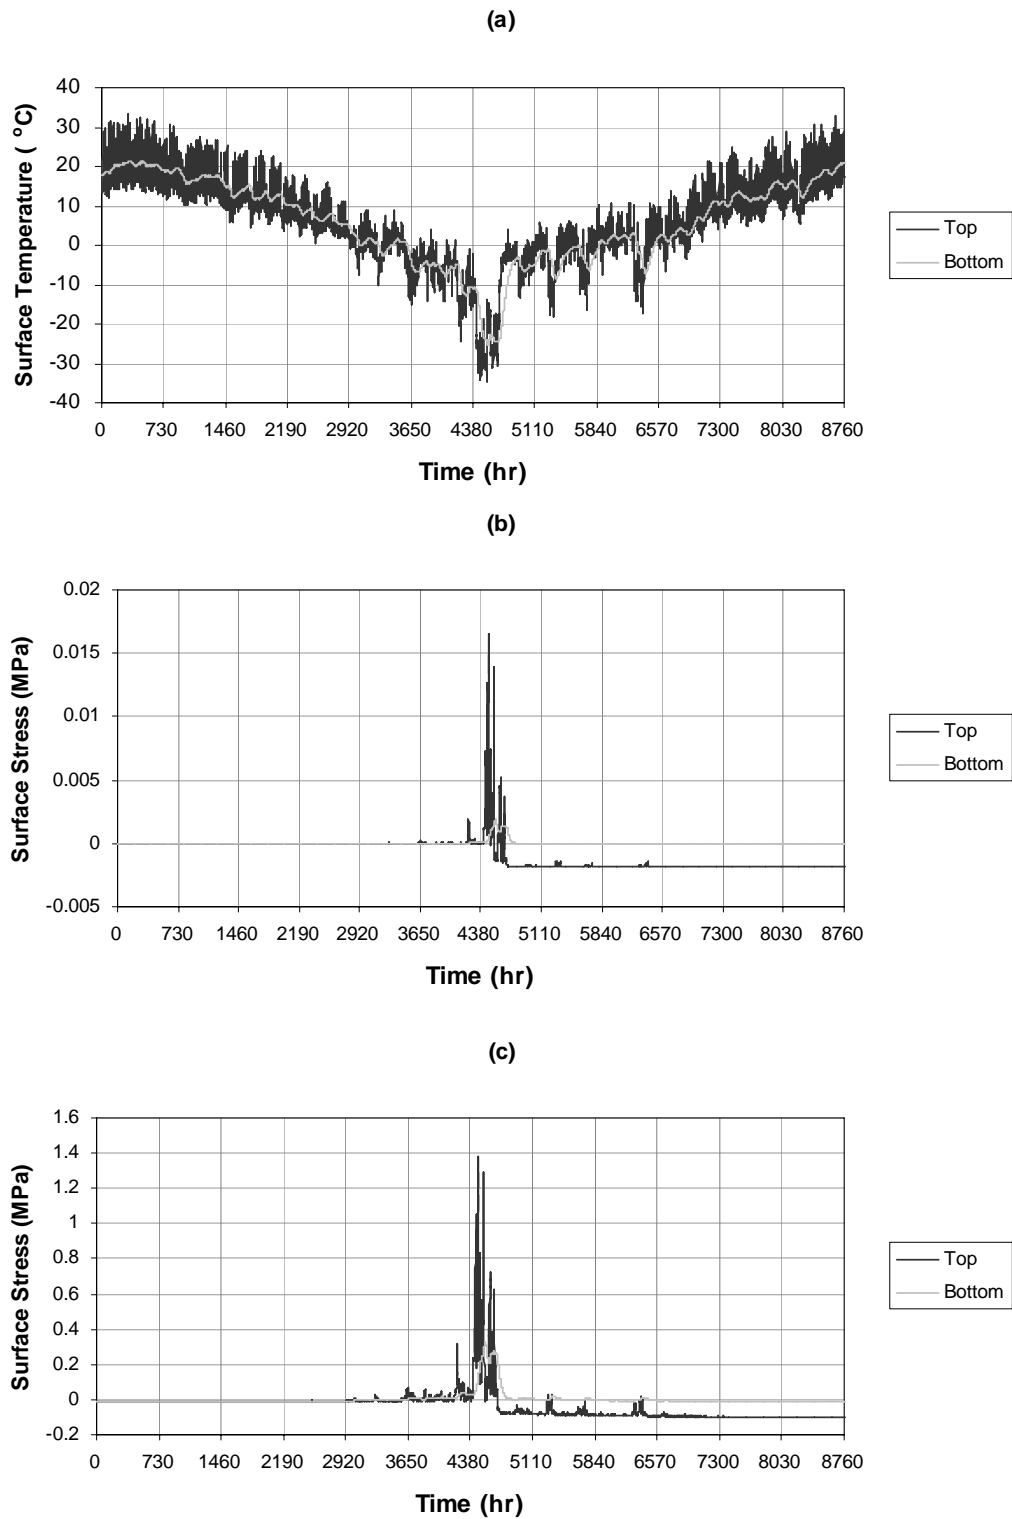 (a)
Surface Temperature ( °C)
40
30
20
10
0
-10
-20
-30
-40
0 730 1460 2190 2920 3650 4380 5110 5840 6570 7300 8030 8760
Time (hr)
Top
Bottom
(b)
Surface Stress (MPa)
0.02
0.015
0.01
0.005
0
-0.005
0 730 1460 2190 2920 3650 4380 5110 5840 6570 7300 8030 8760
Time (hr)
Top
Bottom
(c)
Surface Stress (MPa)
1.6
1.4
1.2
1
0.8
0.6
0.4
0.2
0
-0.2
0 730 1460 2190 2920 3650 4380 5110 5840 6570 7300 8030 8760
Time (hr)
Top
Bottom